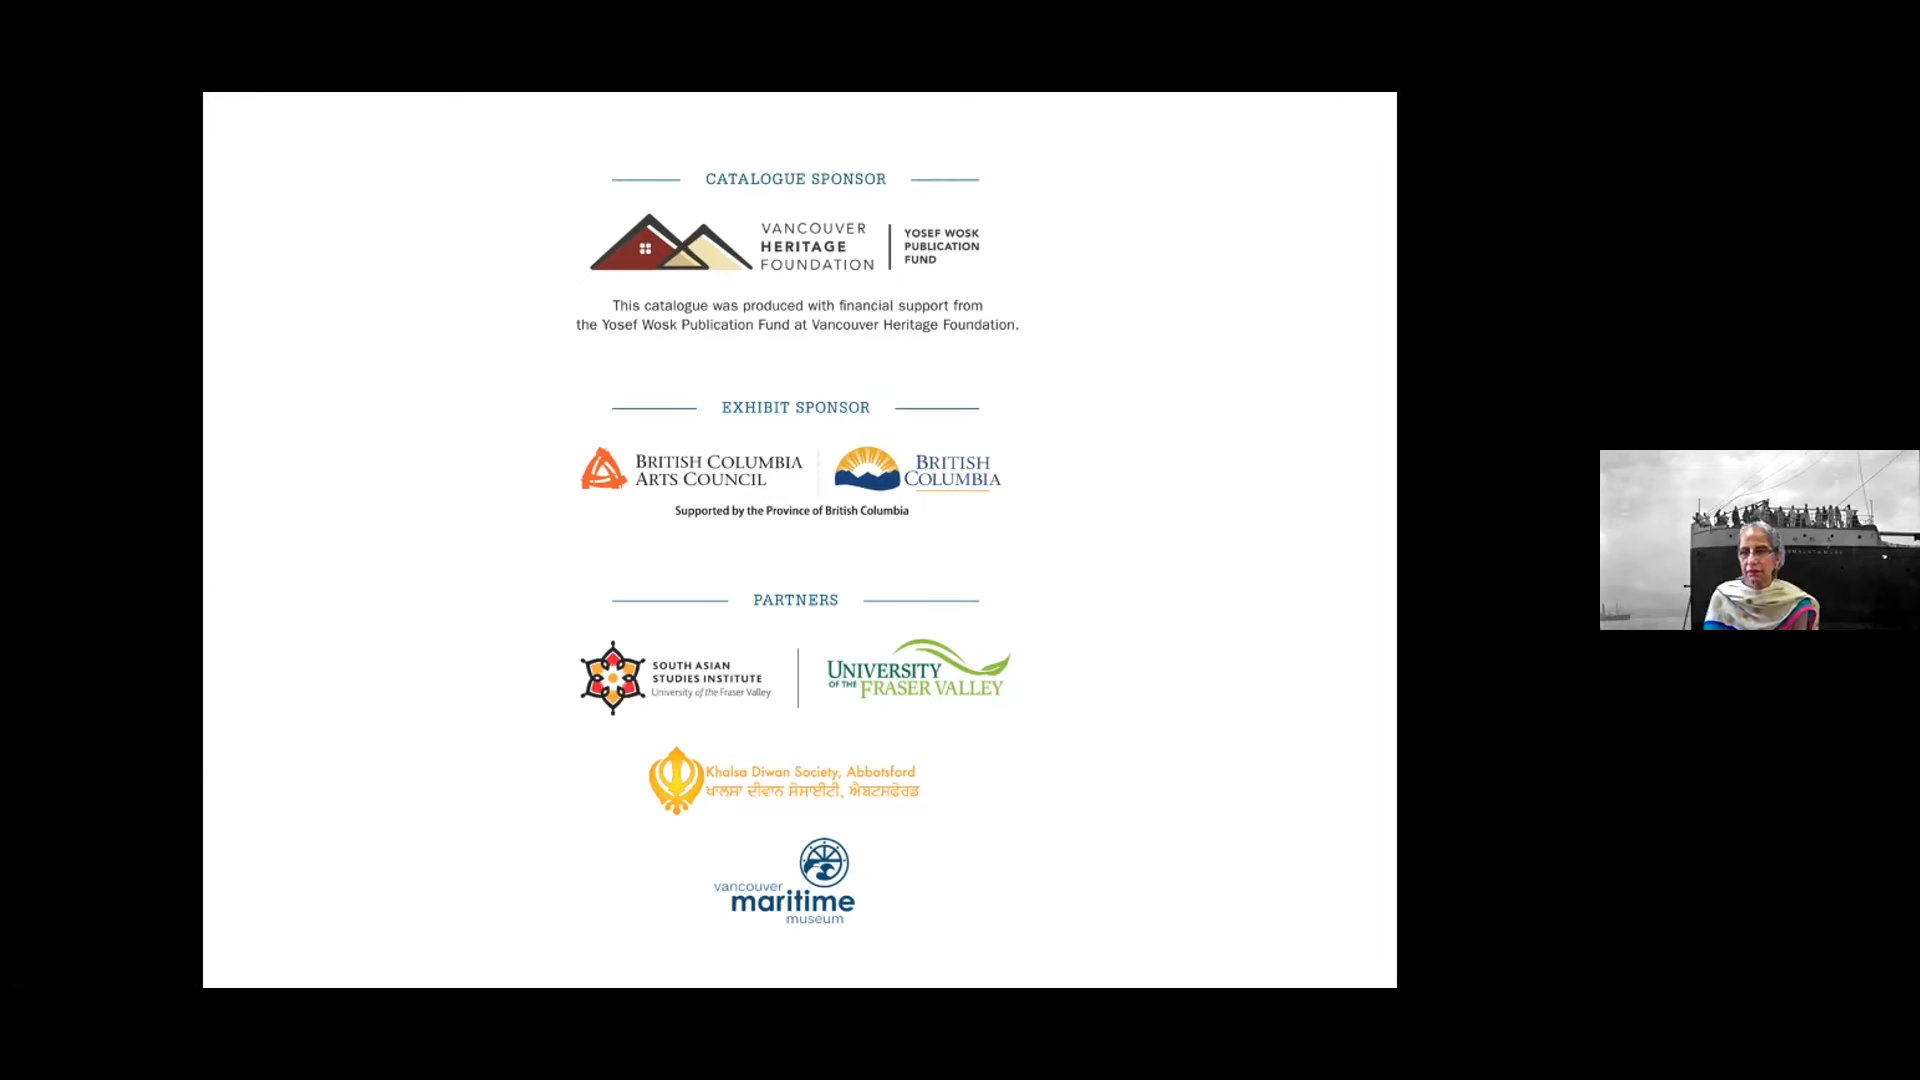 CATALOGUE SPONSOR
VANCOUVER
HERITAGE
FOUNDATION
YOSEF WOSK
PUBLICATION
FUND
This catalogue was produced with financial support from
the Yosef Wosk Publication Fund at Vancouver Heritage Foundation.
EXHIBIT SPONSOR
BRITISH COLUMBIA
ARTS COUNCIL
BRITISH
COLUMBIA
Supported by the Province of British Columbia
PARTNERS
SOUTH ASIAN
STUDIES INSTITUTE
University of the Fraser Valley
UNIVERSITY
OF THE FRASER VALLEY
Khalsa Diwan Society, Abbotsford
ਖਾਲਸਾ ਦੀਵਾਨ ਸੋਸਾਈਟੀ, ਐਬਟਸਫੋਰਡ
vancouver
maritime
museum